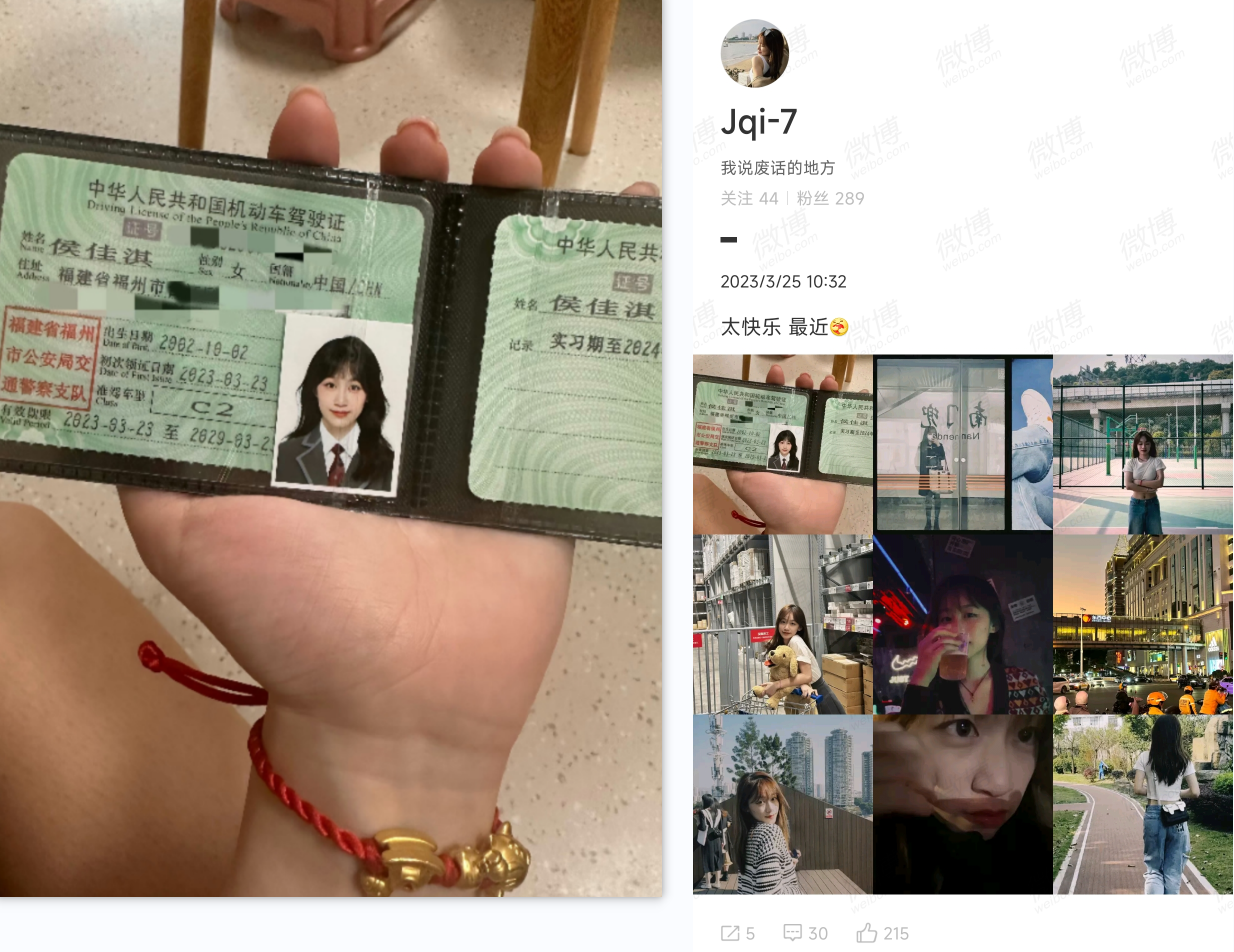 中华人民共和国机动车驾驶证
Driving License of the People's Republic of China
证号
姓名 侯佳淇 性别 女 国籍 中国/CHN
Name Sex Nationality
住址 福建省福州市
Address
福建省福州
市公安局交
通警察支队
出生日期 2002-10-02
Date of Birth
初次领证日期 2023-03-23
Date of First Issue
准驾车型 C2
Class
有效期限 2023-03-23 至 2029-03-2
Valid Period
中华人民共
证号
姓名 侯佳淇
记录 实习期至2024
Jqi-7
我说废话的地方
关注 44 | 粉丝 289
2023/3/25 10:32
太快乐 最近
南门兜
Nanmendou
5 30 215
微博
weibo.com